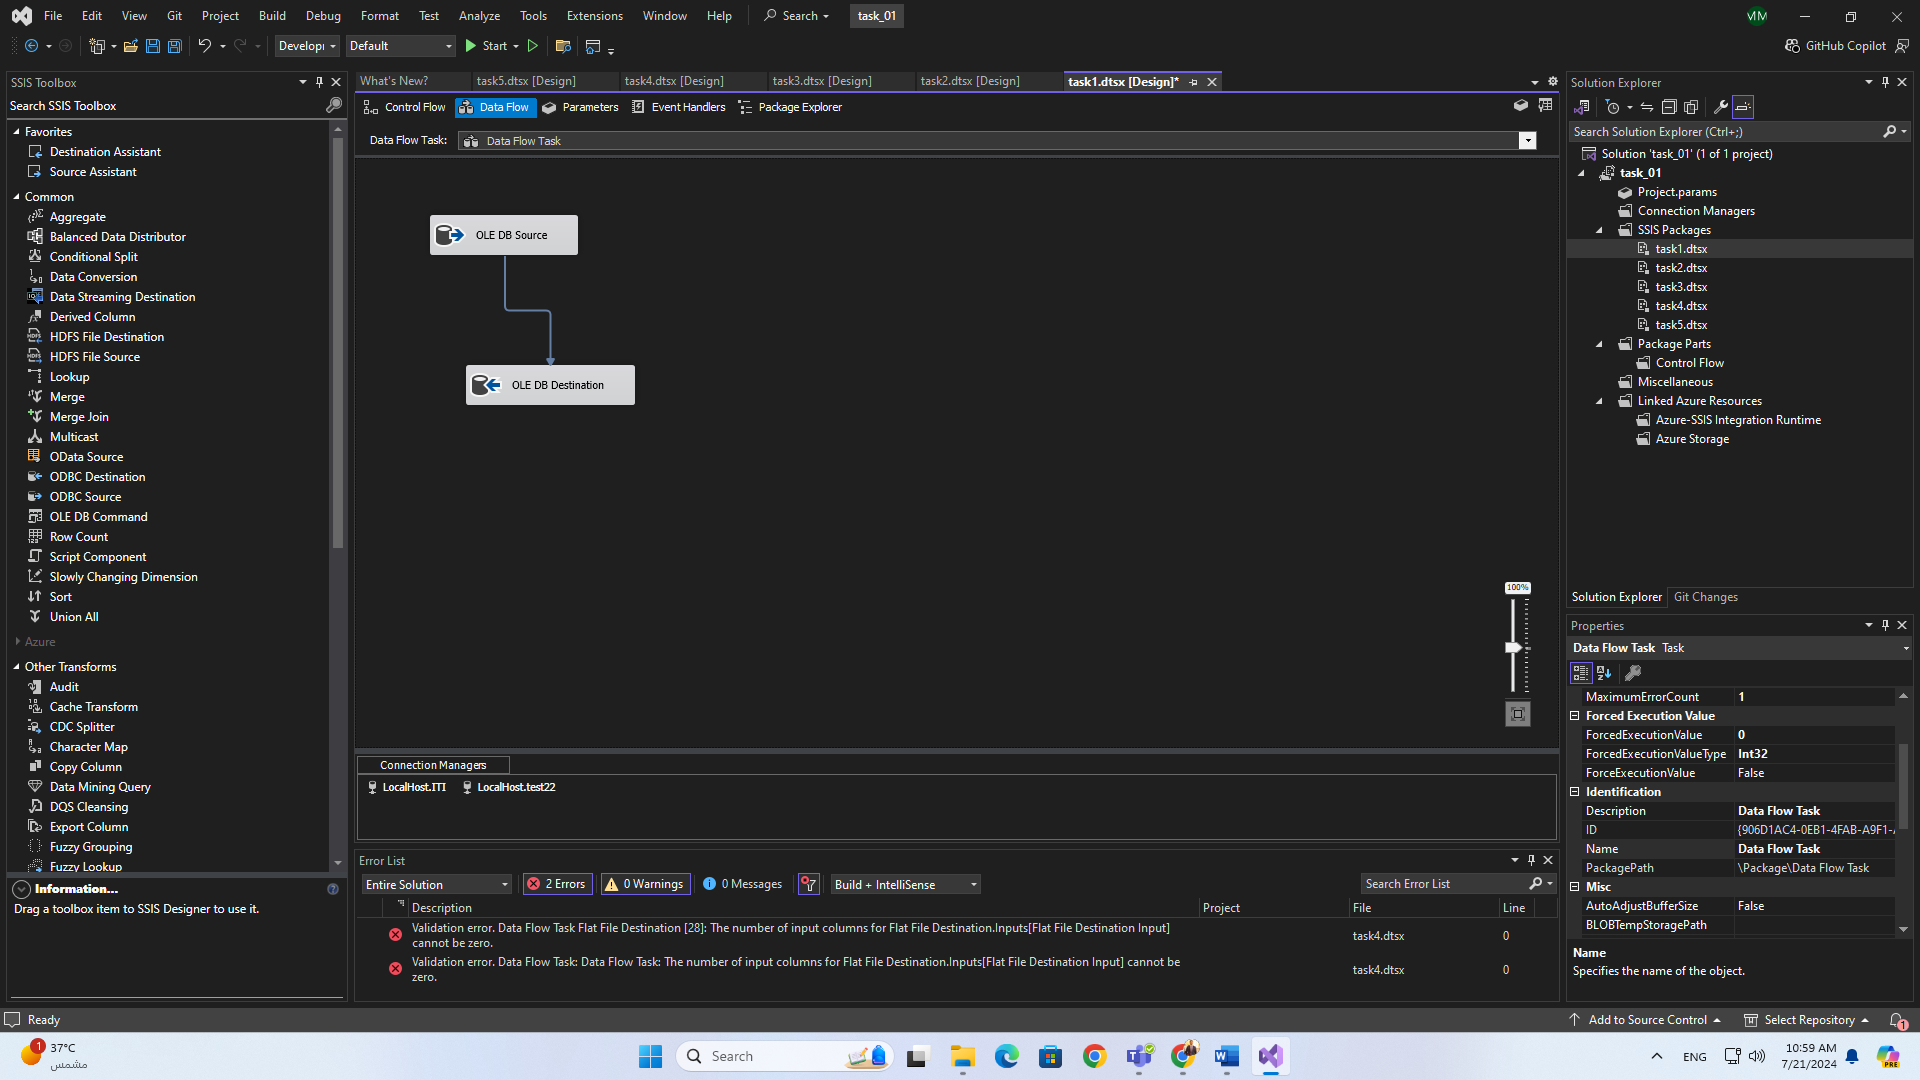 File Edit View Git Project Build Debug Format Test Analyze Tools Extensions Window Help Search task_01 MM
Developi Default Start GitHub Copilot
SSIS Toolbox
Search SSIS Toolbox
Favorites
Destination Assistant
Source Assistant
Common
Aggregate
Balanced Data Distributor
Conditional Split
Data Conversion
Data Streaming Destination
Derived Column
HDFS File Destination
HDFS File Source
Lookup
Merge
Merge Join
Multicast
OData Source
ODBC Destination
ODBC Source
OLE DB Command
Row Count
Script Component
Slowly Changing Dimension
Sort
Union All
Azure
Other Transforms
Audit
Cache Transform
CDC Splitter
Character Map
Copy Column
Data Mining Query
DQS Cleansing
Export Column
Fuzzy Grouping
Fuzzy Lookup
Information...
Drag a toolbox item to SSIS Designer to use it.
What's New? task5.dtsx [Design] task4.dtsx [Design] task3.dtsx [Design] task2.dtsx [Design] task1.dtsx [Design]*
Control Flow Data Flow Parameters Event Handlers Package Explorer
Data Flow Task: Data Flow Task
OLE DB Source
OLE DB Destination
100%
Connection Managers
LocalHost.ITI LocalHost.test22
Error List
Entire Solution 2 Errors 0 Warnings 0 Messages Build + IntelliSense Search Error List
Description Project File Line
Validation error. Data Flow Task Flat File Destination [28]: The number of input columns for Flat File Destination.Inputs[Flat File Destination Input]
cannot be zero. task4.dtsx 0
Validation error. Data Flow Task: Data Flow Task: The number of input columns for Flat File Destination.Inputs[Flat File Destination Input] cannot be
zero. task4.dtsx 0
Solution Explorer
Search Solution Explorer (Ctrl+;)
Solution 'task_01' (1 of 1 project)
task_01
Project.params
Connection Managers
SSIS Packages
task1.dtsx
task2.dtsx
task3.dtsx
task4.dtsx
task5.dtsx
Package Parts
Control Flow
Miscellaneous
Linked Azure Resources
Azure-SSIS Integration Runtime
Azure Storage
Solution Explorer Git Changes
Properties
Data Flow Task Task
MaximumErrorCount 1
Forced Execution Value
ForcedExecutionValue 0
ForcedExecutionValueType Int32
ForceExecutionValue False
Identification
Description Data Flow Task
ID {906D1AC4-0EB1-4FAB-A9F1-
Name Data Flow Task
PackagePath \Package\Data Flow Task
Misc
AutoAdjustBufferSize False
BLOBTempStoragePath
Name
Specifies the name of the object.
Ready Add to Source Control Select Repository 1
1 37°C
مشمس
Search
ENG
10:59 AM
7/21/2024
PRE